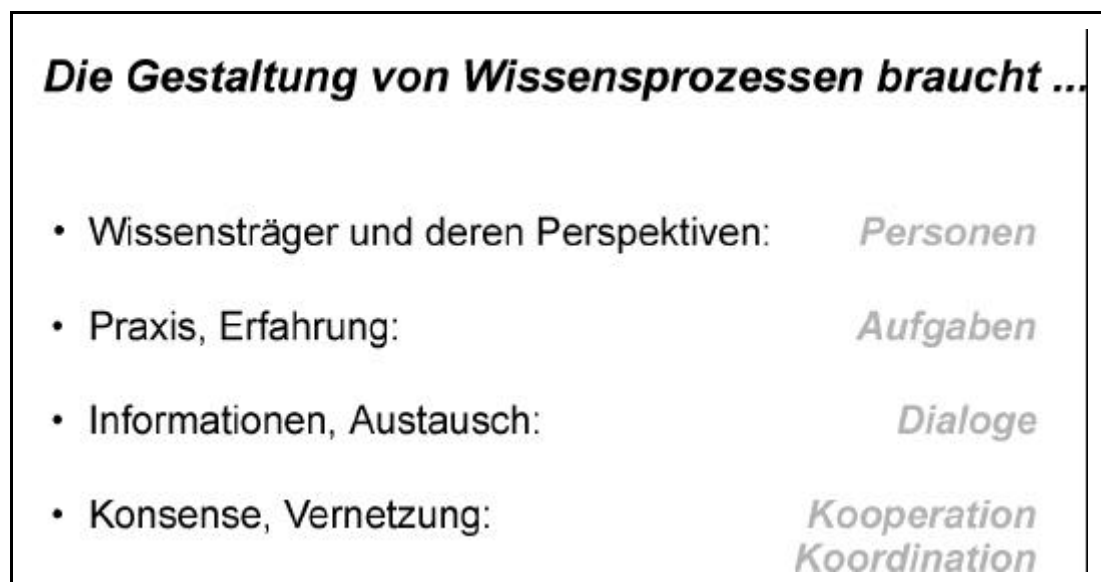 Die Gestaltung von Wissensprozessen braucht ...
• Wissensträger und deren Perspektiven: Personen
• Praxis, Erfahrung: Aufgaben
• Informationen, Austausch: Dialoge
• Konsense, Vernetzung: Kooperation
Koordination